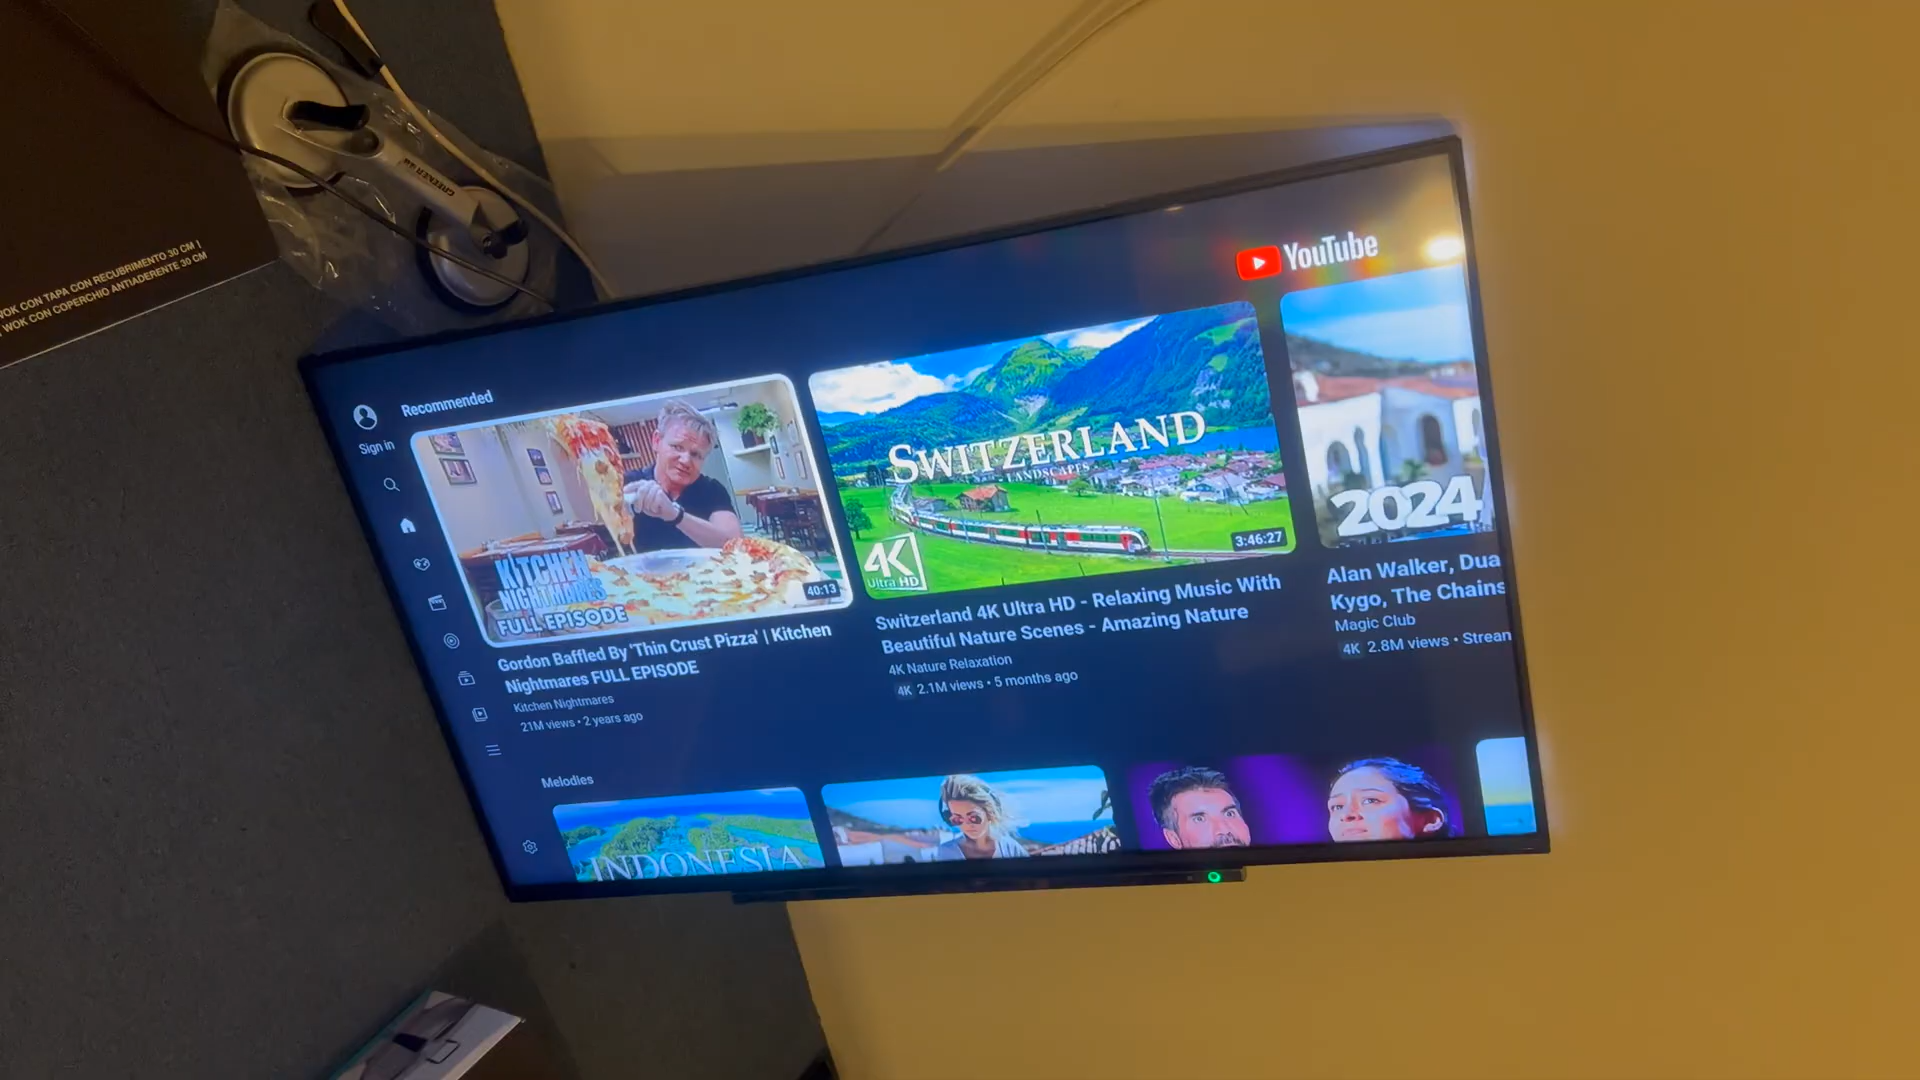 WOK CON TAPA CON RECUBRIMENTO 30 CM |
WOK CON COPERCHIO ANTIADERENTE 30 CM
YouTube
Sign in
Recommended
KITCHEN
NIGHTMARES
FULL EPISODE
40:13
Gordon Baffled By 'Thin Crust Pizza' | Kitchen
Nightmares FULL EPISODE
Kitchen Nightmares
21M views • 2 years ago
SWITZERLAND
LANDSCAPES
4K
Ultra HD
3:46:27
Switzerland 4K Ultra HD - Relaxing Music With
Beautiful Nature Scenes - Amazing Nature
4K Nature Relaxation
4K 2.1M views • 5 months ago
2024
Alan Walker, Dua
Kygo, The Chains
Magic Club
4K 2.8M views • Stream
Melodies
INDONESIA